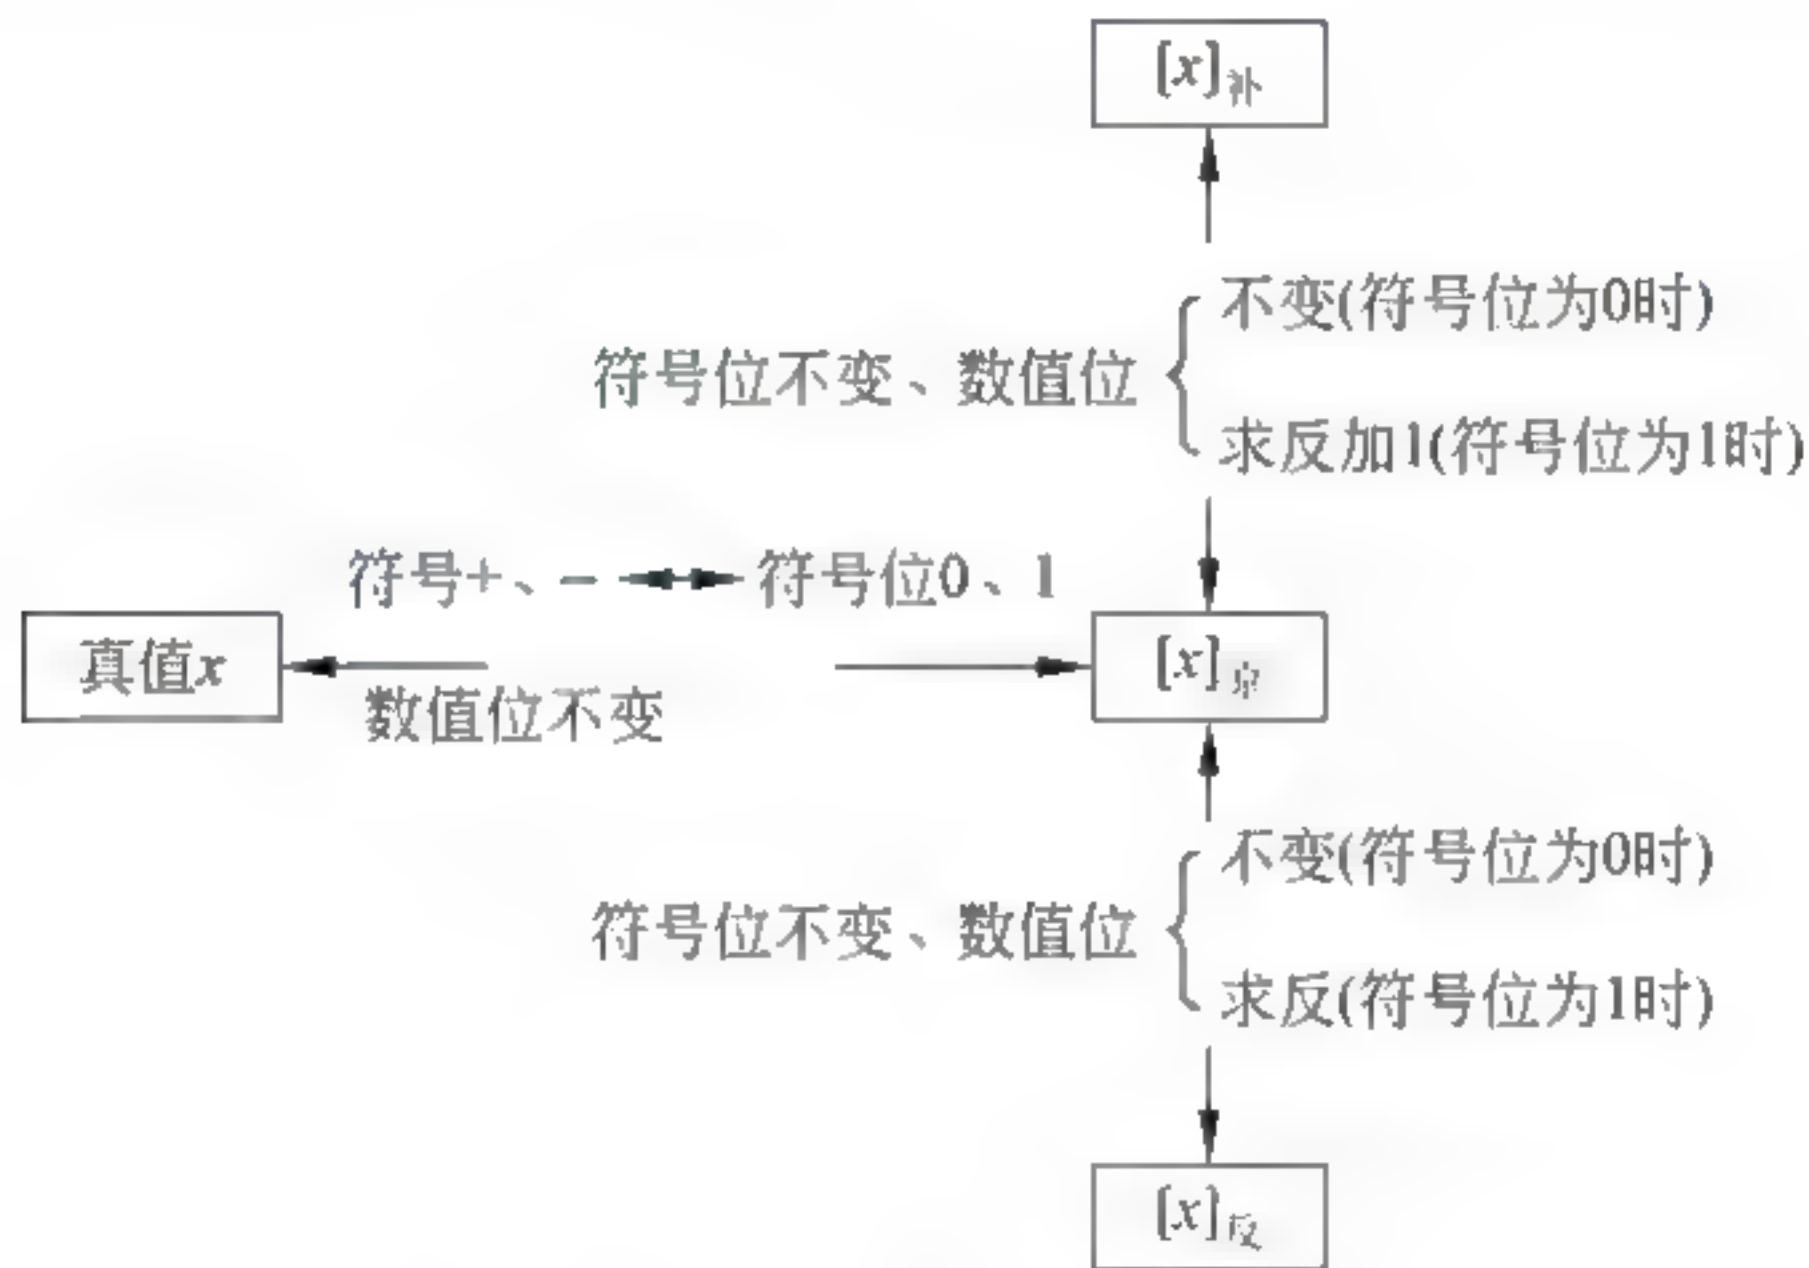 [x]补
不变(符号位为0时)
符号位不变、数值位
求反加1(符号位为1时)
符号+、- 符号位0、1
真值x
[x]原
数值位不变
不变(符号位为0时)
符号位不变、数值位
求反(符号位为1时)
[x]反